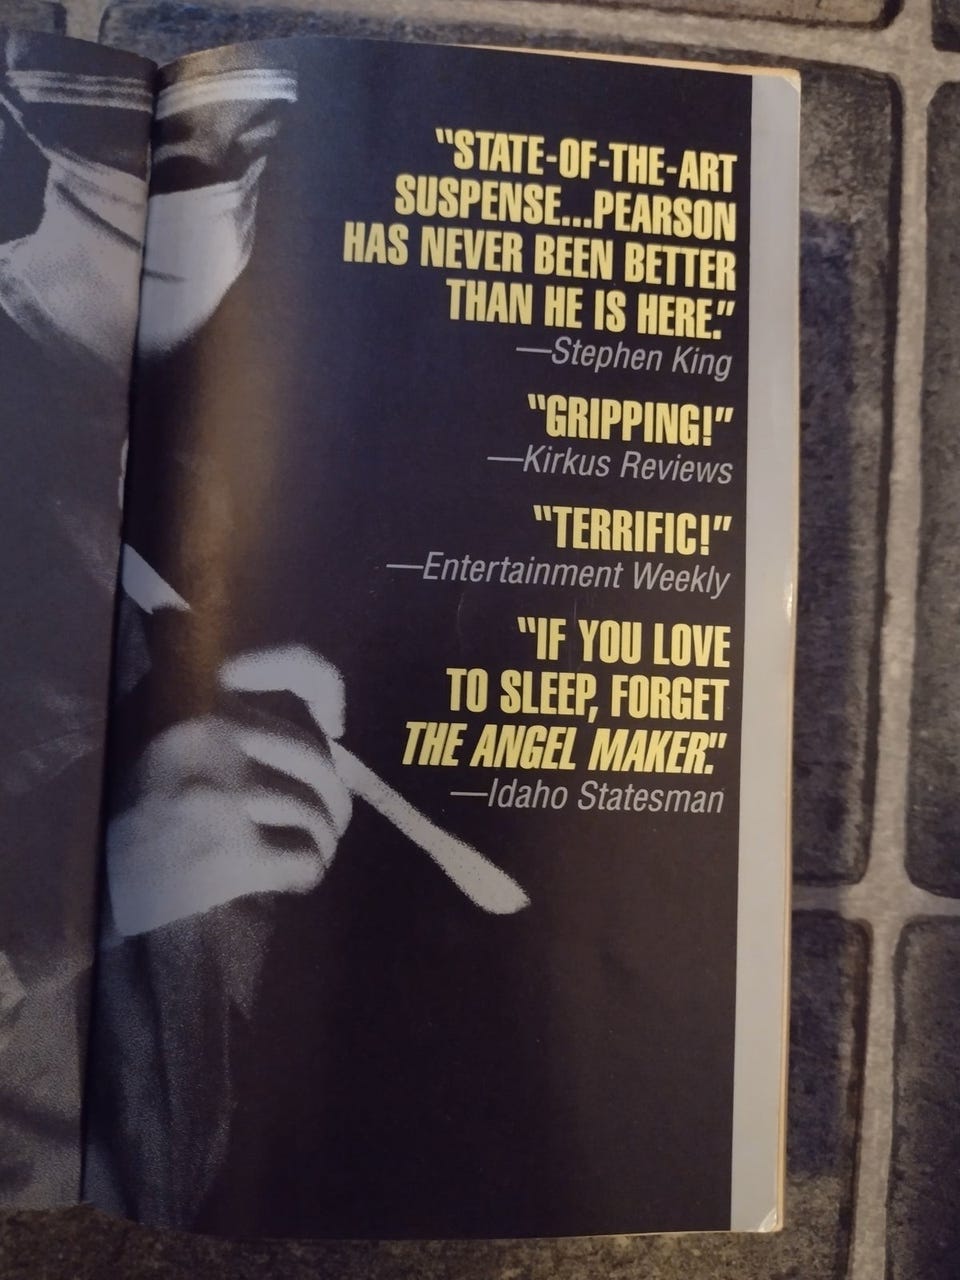 "STATE-OF-THE-ART
SUSPENSE...PEARSON
HAS NEVER BEEN BETTER
THAN HE IS HERE."
—Stephen King
"GRIPPING!"
—Kirkus Reviews
"TERRIFIC!"
—Entertainment Weekly
"IF YOU LOVE
TO SLEEP, FORGET
THE ANGEL MAKER."
—Idaho Statesman